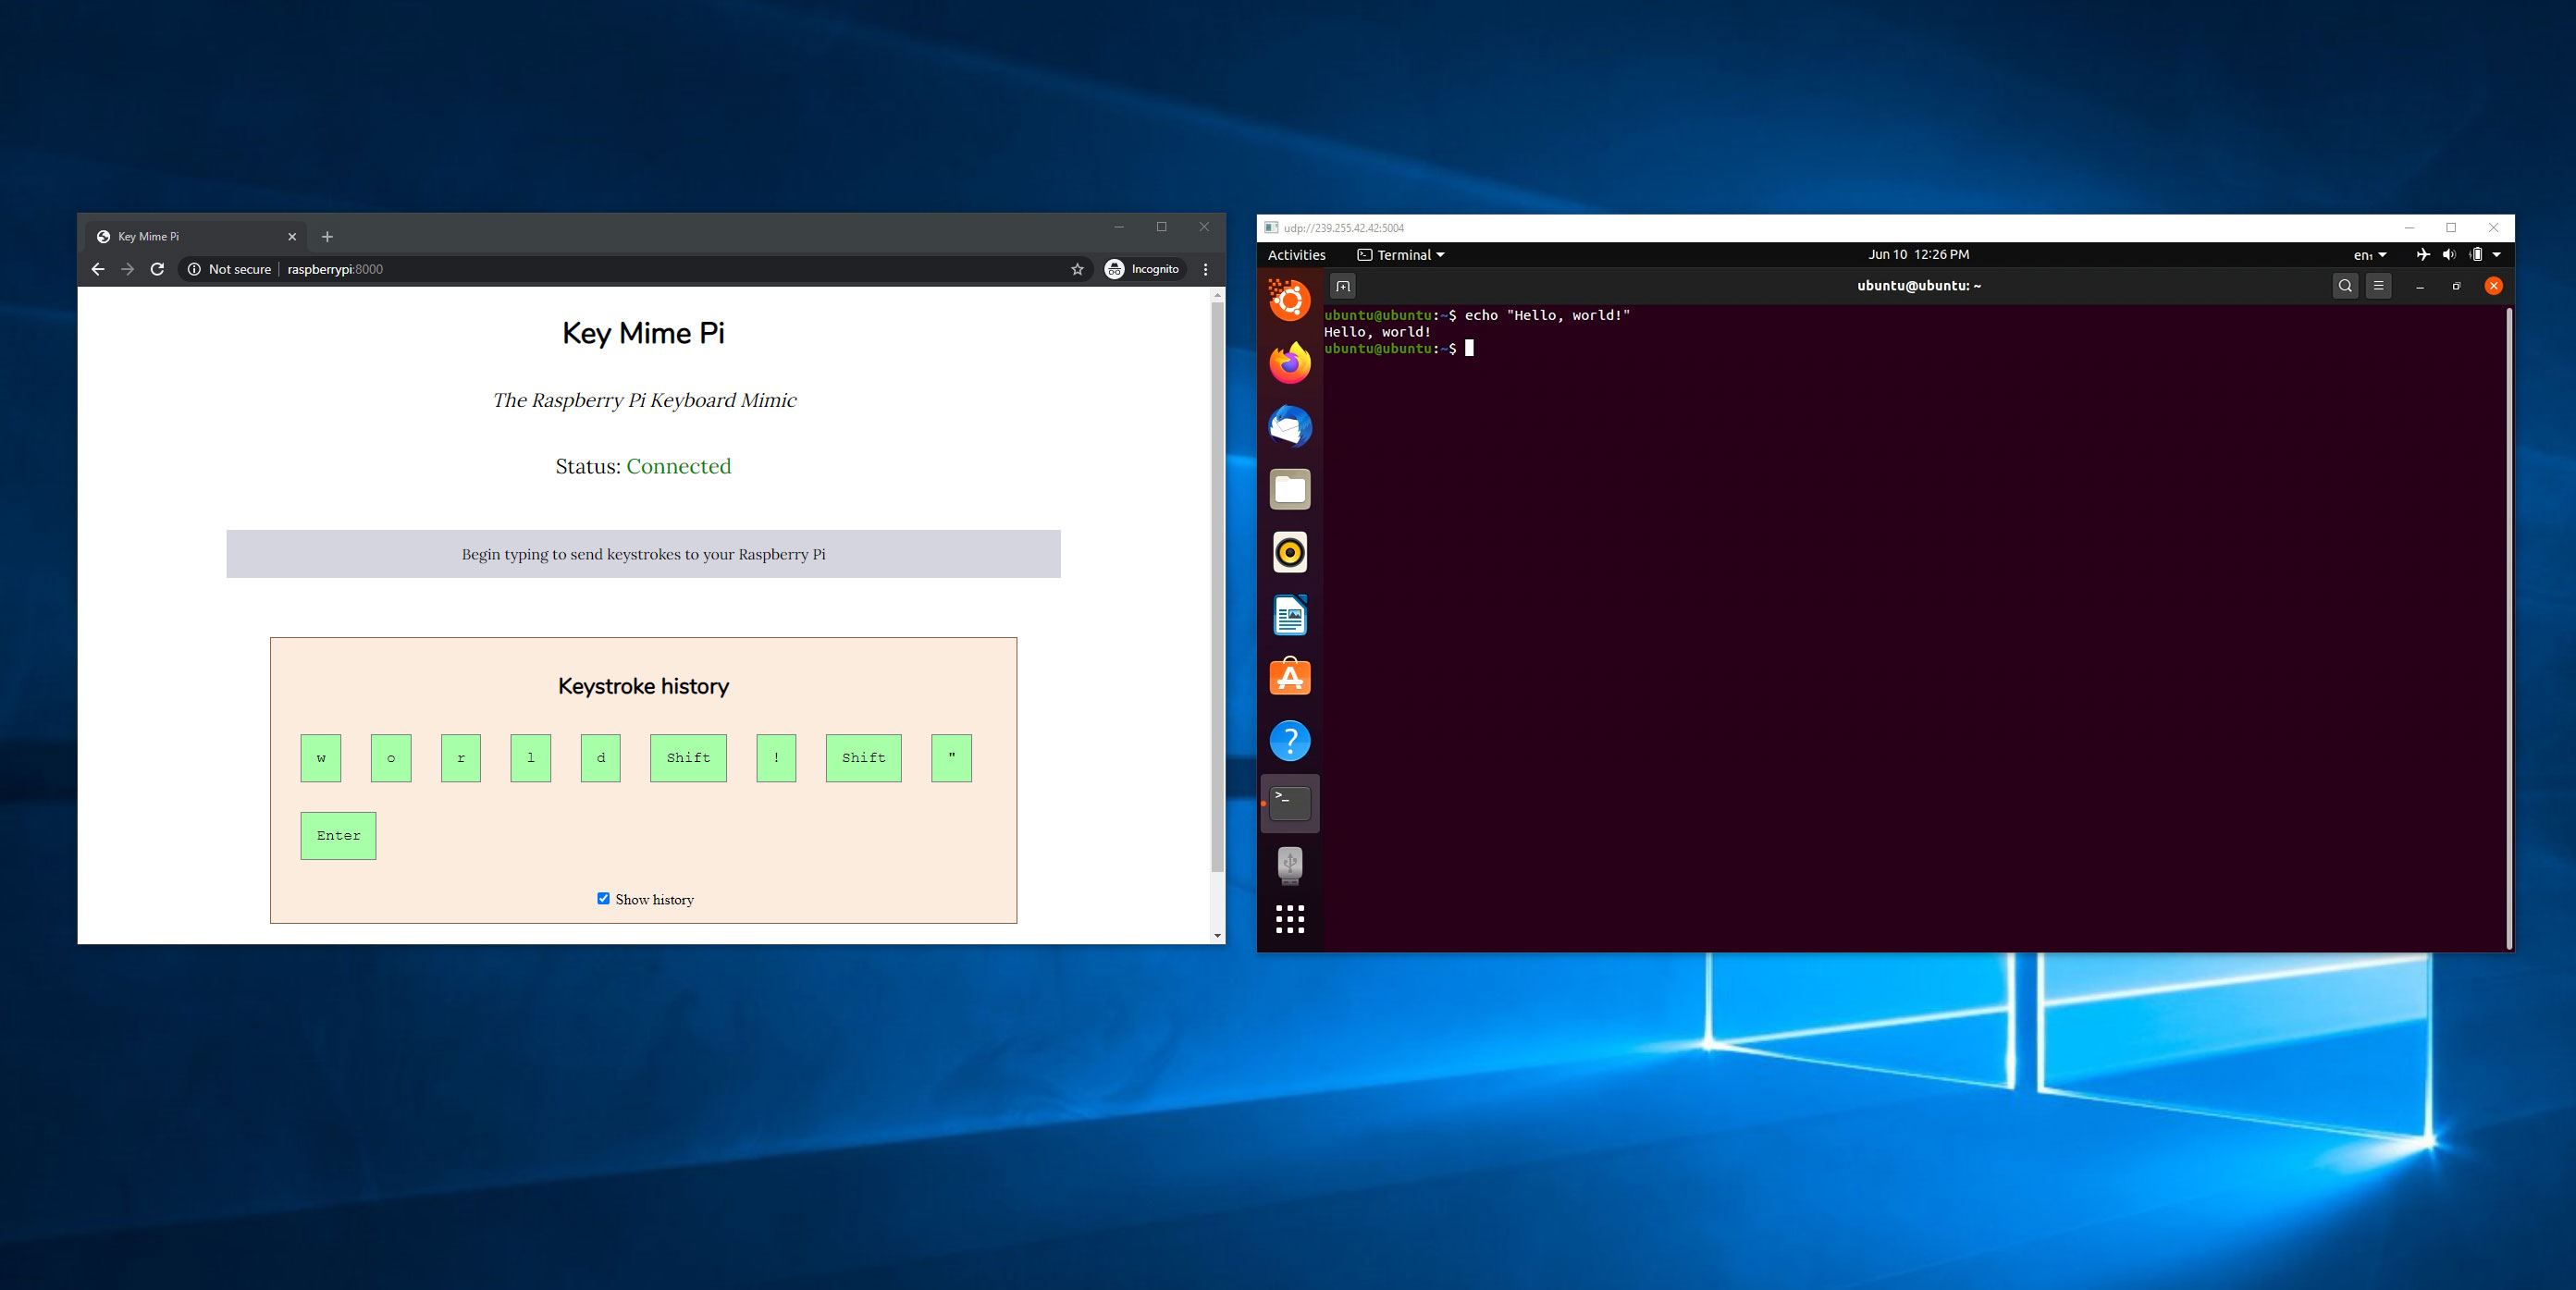 Key Mime Pi
Not secure
raspberrypi:8000
Incognito
Key Mime Pi
The Raspberry Pi Keyboard Mimic
Status: Connected
Begin typing to send keystrokes to your Raspberry Pi
Keystroke history
w o r l d Shift ! Shift "
Enter
Show history
udp://239.255.42.42:5004
Activities Terminal Jun 10 12:26 PM en₁
ubuntu@ubuntu: ~
ubuntu@ubuntu:~$ echo "Hello, world!"
Hello, world!
ubuntu@ubuntu:~$